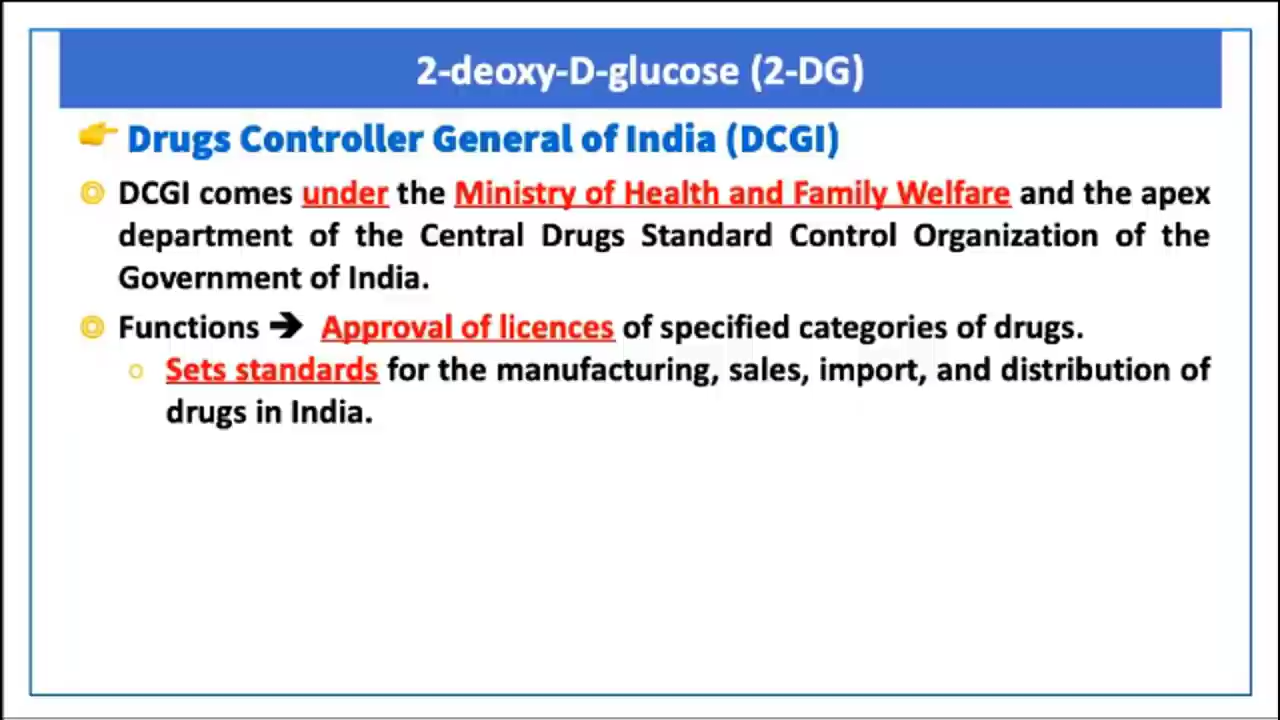 2-deoxy-D-glucose (2-DG)
Drugs Controller General of India (DCGI)
DCGI comes under the Ministry of Health and Family Welfare and the apex
department of the Central Drugs Standard Control Organization of the
Government of India.
Functions ➔ Approval of licences of specified categories of drugs.
Sets standards for the manufacturing, sales, import, and distribution of
drugs in India.